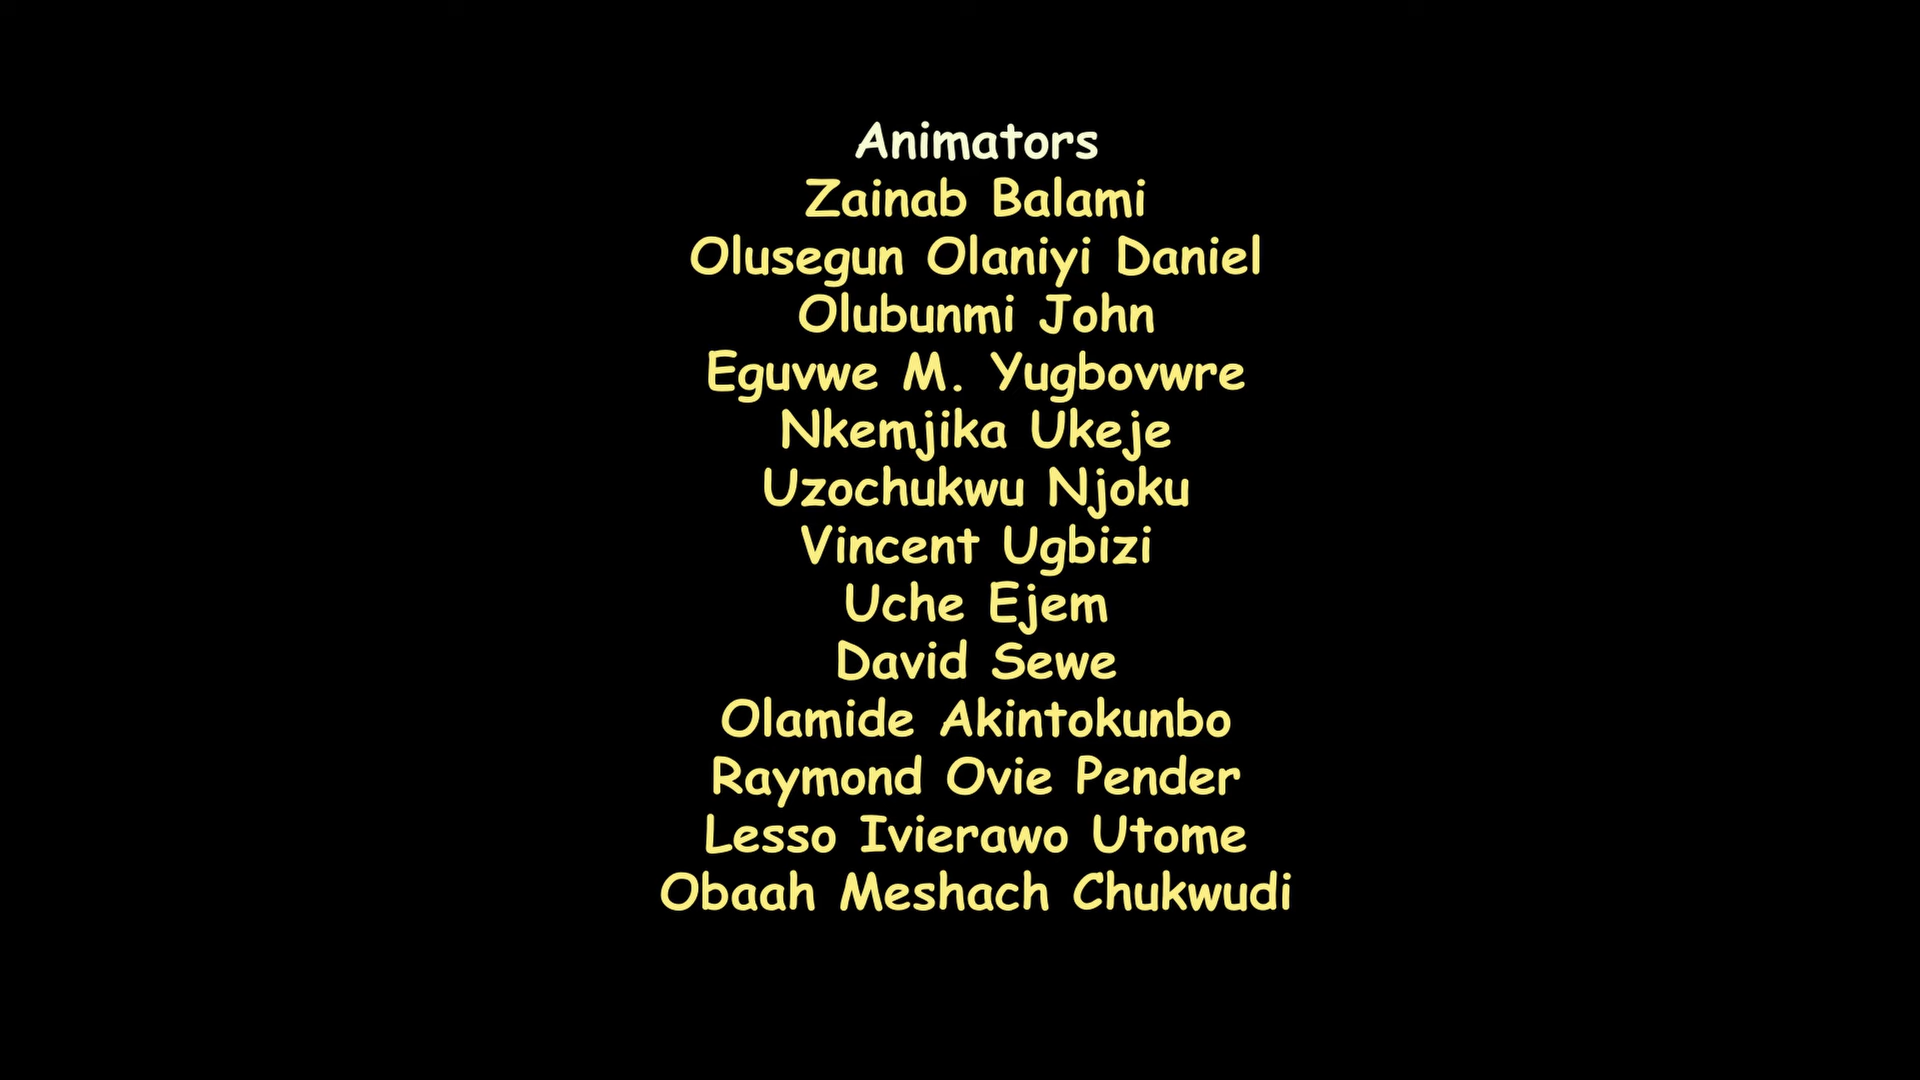 Animators
Zainab Balami
Olusegun Olaniyi Daniel
Olubunmi John
Eguvwe M. Yugbovwre
Nkemjika Ukeje
Uzochukwu Njoku
Vincent Ugbizi
Uche Ejem
David Sewe
Olamide Akintokunbo
Raymond Ovie Pender
Lesso Ivierawo Utome
Obaah Meshach Chukwudi